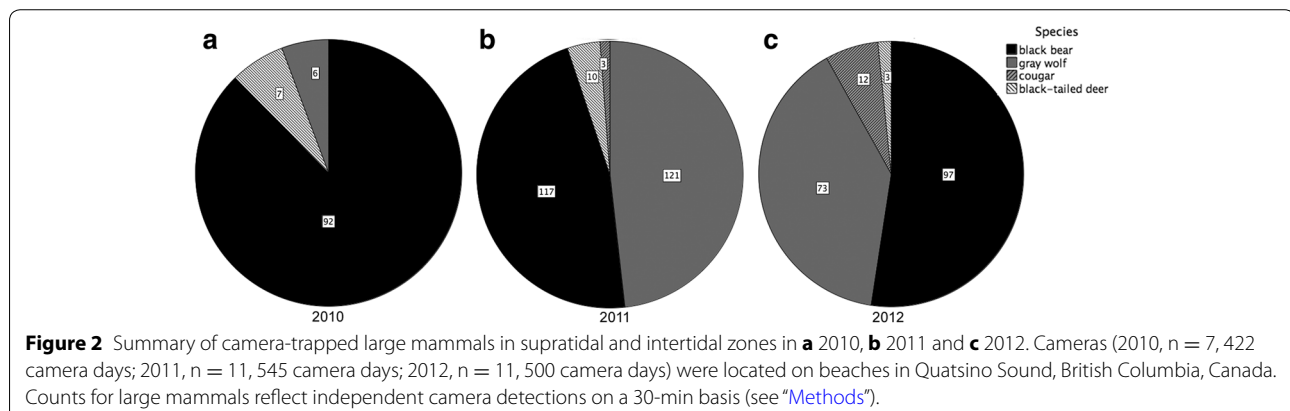 a
b
c
Species
black bear
gray wolf
cougar
black-tailed deer
7
6
92
10
3
117
121
12
3
73
97
2010
2011
2012
Figure 2 Summary of camera-trapped large mammals in supratidal and intertidal zones in a 2010, b 2011 and c 2012. Cameras (2010, n = 7, 422
camera days; 2011, n = 11, 545 camera days; 2012, n = 11, 500 camera days) were located on beaches in Quatsino Sound, British Columbia, Canada.
Counts for large mammals reflect independent camera detections on a 30-min basis (see “Methods”).